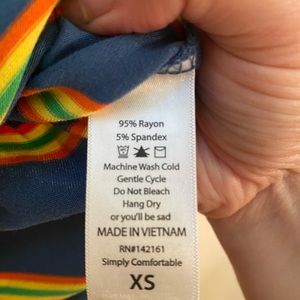 95% Rayon
5% Spandex
Machine Wash Cold
Gentle Cycle
Do Not Bleach
Hang Dry
or you'll be sad
MADE IN VIETNAM
RN#142161
Simply Comfortable
XS